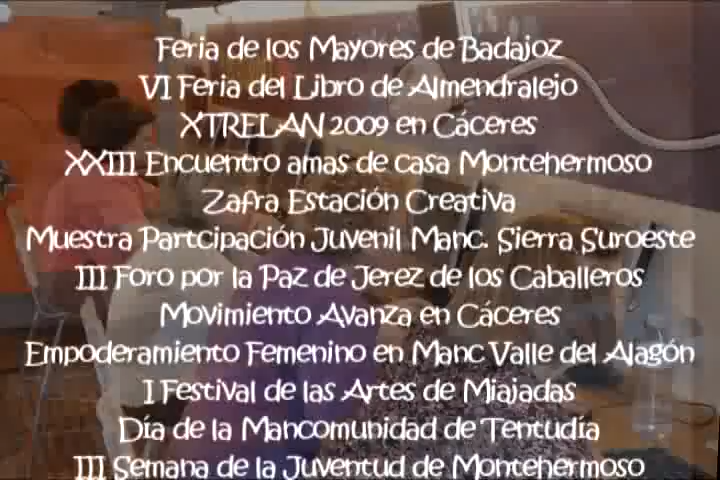 Feria de los Mayores de Badajoz
VI Feria del Libro de Almendralejo
XTRELAN 2009 en Cáceres
XXIII Encuentro amas de casa Montehermoso
Zafra Estación Creativa
Muestra Partcipación Juvenil Manc. Sierra Suroeste
III Foro por la Paz de Jerez de los Caballeros
Movimiento Avanza en Cáceres
Empoderamiento Femenino en Manc Valle del Alagón
I Festival de las Artes de Miajadas
Día de la Mancomunidad de Tentudía
III Semana de la Juventud de Montehermoso